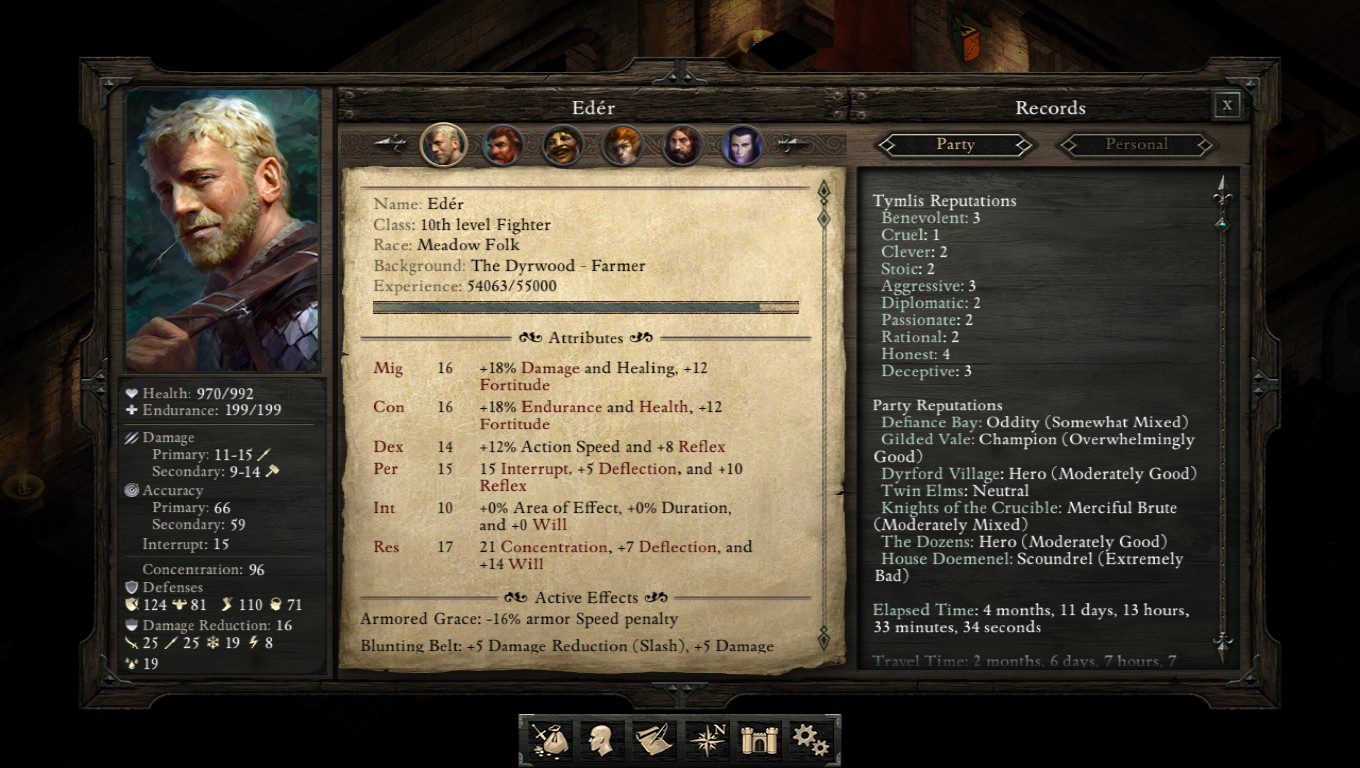 Edér
Records
X
Party
Personal
Name: Edér
Class: 10th level Fighter
Race: Meadow Folk
Background: The Dyrwood - Farmer
Experience: 54063/55000
Attributes
Mig 16 +18% Damage and Healing, +12
Fortitude
Con 16 +18% Endurance and Health, +12
Fortitude
Dex 14 +12% Action Speed and +8 Reflex
Per 15 15 Interrupt, +5 Deflection, and +10
Reflex
Int 10 +0% Area of Effect, +0% Duration,
and +0 Will
Res 17 21 Concentration, +7 Deflection, and
+14 Will
Active Effects
Armored Grace: -16% armor Speed penalty
Blunting Belt: +5 Damage Reduction (Slash), +5 Damage
Health: 970/992
Endurance: 199/199
Damage
Primary: 11-15
Secondary: 9-14
Accuracy
Primary: 66
Secondary: 59
Interrupt: 15
Concentration: 96
Defenses
124 81 110 71
Damage Reduction: 16
25 25 19 8
19
Tymlis Reputations
Benevolent: 3
Cruel: 1
Clever: 2
Stoic: 2
Aggressive: 3
Diplomatic: 2
Passionate: 2
Rational: 2
Honest: 4
Deceptive: 3
Party Reputations
Defiance Bay: Oddity (Somewhat Mixed)
Gilded Vale: Champion (Overwhelmingly
Good)
Dyrford Village: Hero (Moderately Good)
Twin Elms: Neutral
Knights of the Crucible: Merciful Brute
(Moderately Mixed)
The Dozens: Hero (Moderately Good)
House Doemenel: Scoundrel (Extremely
Bad)
Elapsed Time: 4 months, 11 days, 13 hours,
33 minutes, 34 seconds
Travel Time: 2 months, 6 days, 7 hours, 7
N